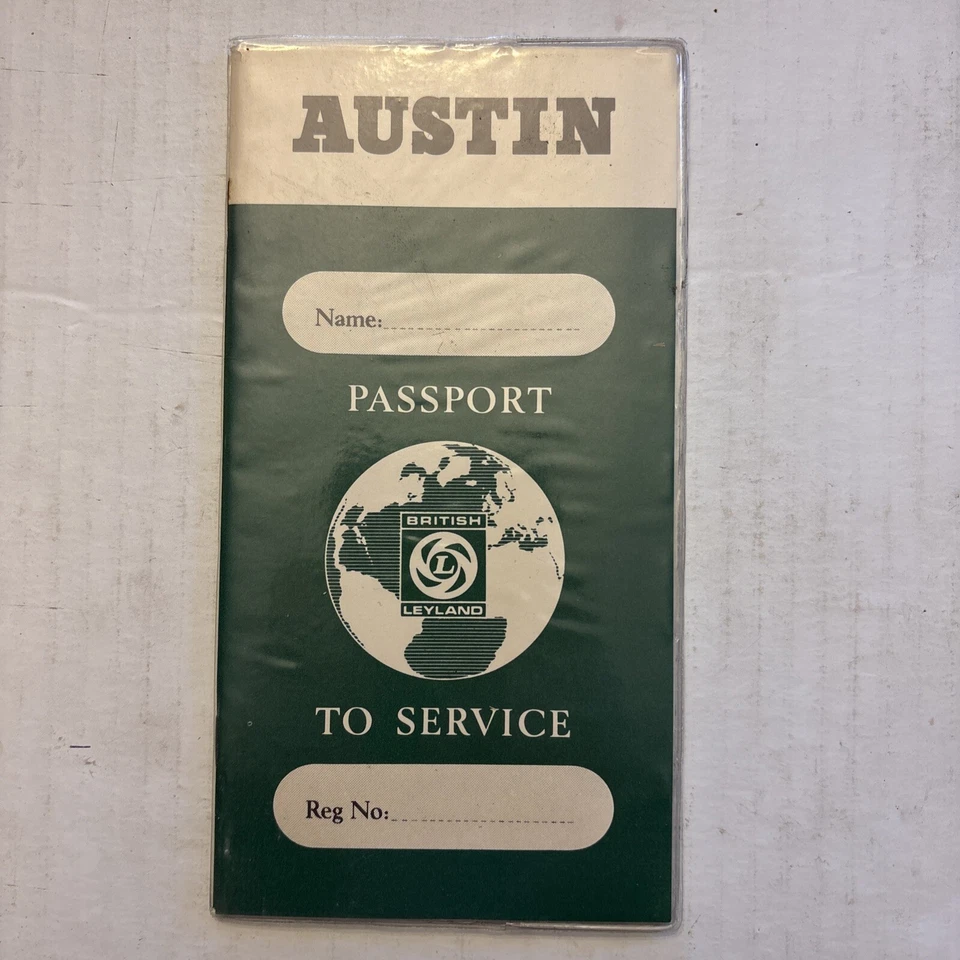 AUSTIN
Name:
PASSPORT
BRITISH
L
LEYLAND
TO SERVICE
Reg No: